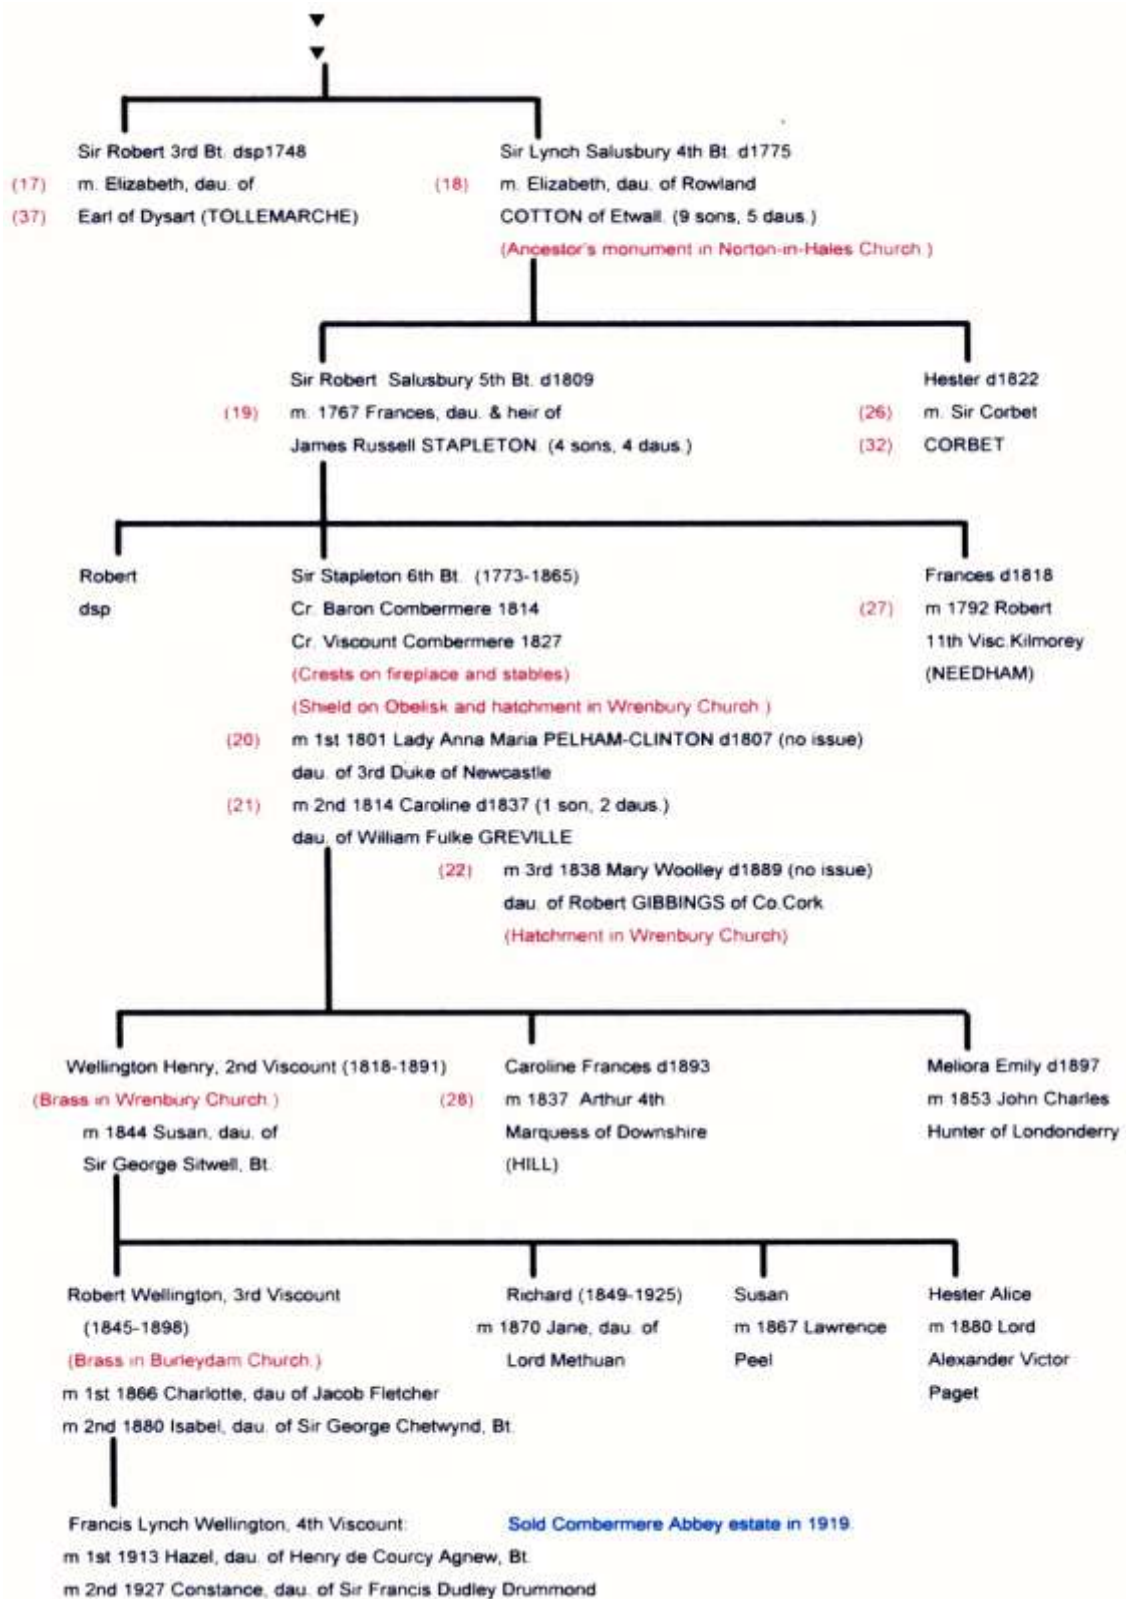 Sir Robert 3rd Bt. dsp1748
(17) m. Elizabeth, dau. of
(37) Earl of Dysart (TOLLEMARCHE)
Sir Lynch Salusbury 4th Bt. d1775
(18) m. Elizabeth, dau. of Rowland
COTTON of Etwall. (9 sons, 5 daus.)
(Ancestor's monument in Norton-in-Hales Church.)
Sir Robert Salusbury 5th Bt. d1809
(19) m. 1767 Frances, dau. & heir of
James Russell STAPLETON. (4 sons, 4 daus.)
Hester d1822
(26) m. Sir Corbet
(32) CORBET
Robert
dsp
Sir Stapleton 6th Bt. (1773-1865)
Cr. Baron Combermere 1814
Cr. Viscount Combermere 1827
(Crests on fireplace and stables)
(Shield on Obelisk and hatchment in Wrenbury Church.)
(20) m 1st 1801 Lady Anna Maria PELHAM-CLINTON d1807 (no issue)
dau. of 3rd Duke of Newcastle
(21) m 2nd 1814 Caroline d1837 (1 son, 2 daus.)
dau. of William Fulke GREVILLE
(22) m 3rd 1838 Mary Woolley d1889 (no issue)
dau. of Robert GIBBINGS of Co.Cork
(Hatchment in Wrenbury Church)
Frances d1818
(27) m 1792 Robert
11th Visc.Kilmorey
(NEEDHAM)
Wellington Henry, 2nd Viscount (1818-1891)
(Brass in Wrenbury Church.)
m 1844 Susan, dau. of
Sir George Sitwell, Bt.
Caroline Frances d1893
(28) m 1837 Arthur 4th
Marquess of Downshire
(HILL)
Meliora Emily d1897
m 1853 John Charles
Hunter of Londonderry
Robert Wellington, 3rd Viscount
(1845-1898)
(Brass in Burleydam Church.)
m 1st 1866 Charlotte, dau of Jacob Fletcher
m 2nd 1880 Isabel, dau. of Sir George Chetwynd, Bt.
Richard (1849-1925)
m 1870 Jane, dau. of
Lord Methuan
Susan
m 1867 Lawrence
Peel
Hester Alice
m 1880 Lord
Alexander Victor
Paget
Francis Lynch Wellington, 4th Viscount:
Sold Combermere Abbey estate in 1919.
m 1st 1913 Hazel, dau. of Henry de Courcy Agnew, Bt.
m 2nd 1927 Constance, dau. of Sir Francis Dudley Drummond